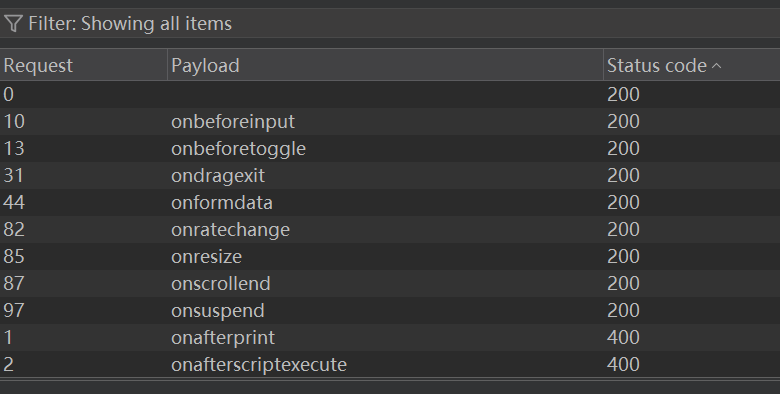 Filter: Showing all items
Request Payload Status code
0 200
10 onbeforeinput 200
13 onbeforetoggle 200
31 ondragexit 200
44 onformdata 200
82 onratechange 200
85 onresize 200
87 onscrollend 200
97 onsuspend 200
1 onafterprint 400
2 onafterscriptexecute 400